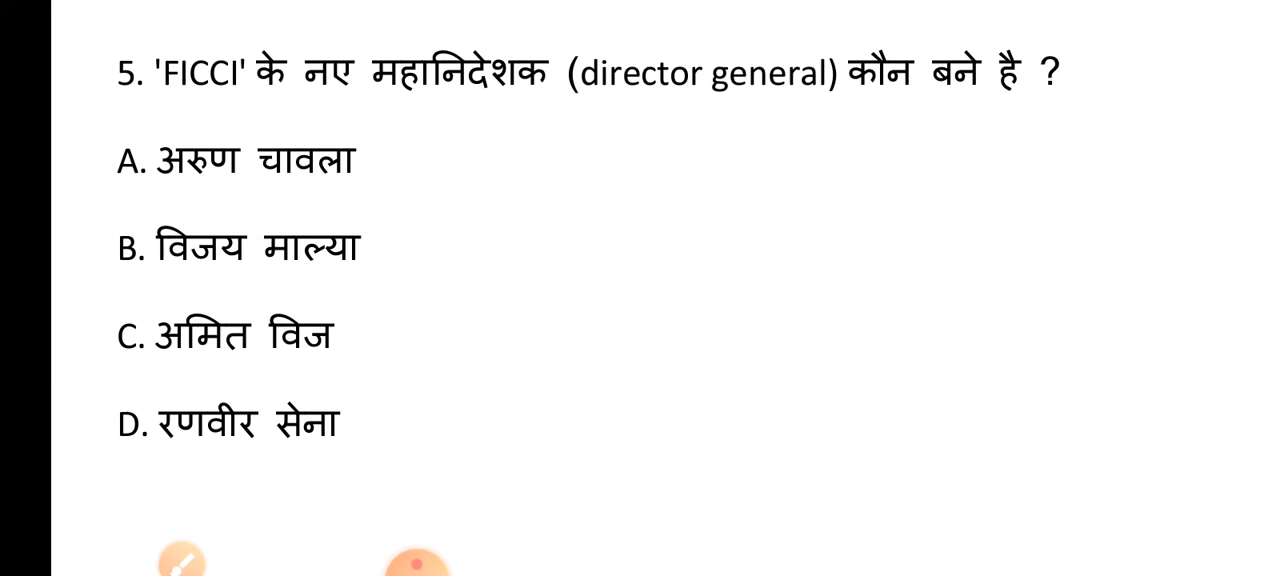 5. 'FICCI' के नए महानिदेशक (director general) कौन बने है ?
A. अरुण चावला
B. विजय माल्या
C. अमित विज
D. रणवीर सेना